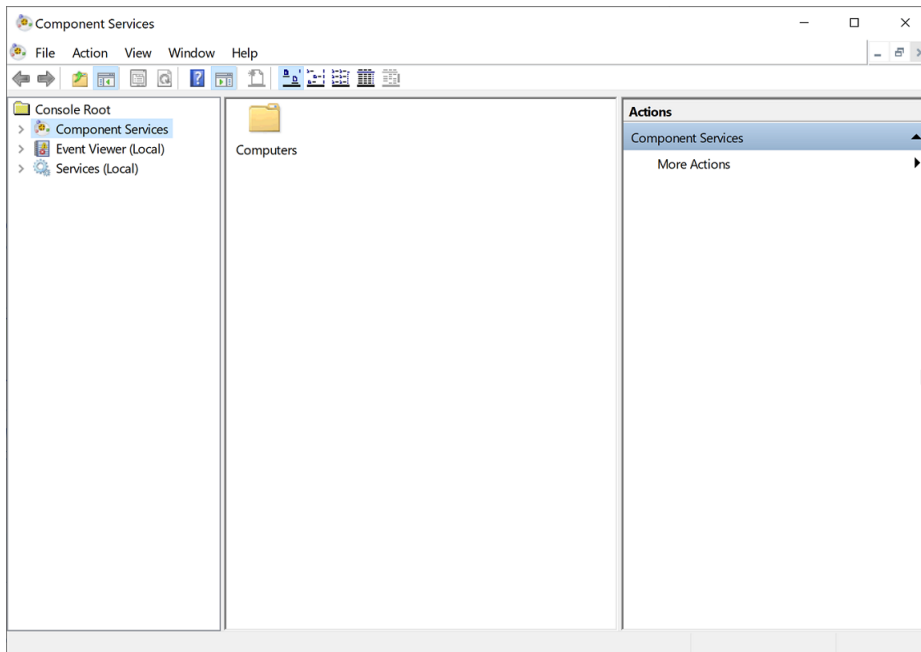 Component Services
File Action View Window Help
Console Root
Component Services
Event Viewer (Local)
Services (Local)
Computers
Actions
Component Services
More Actions